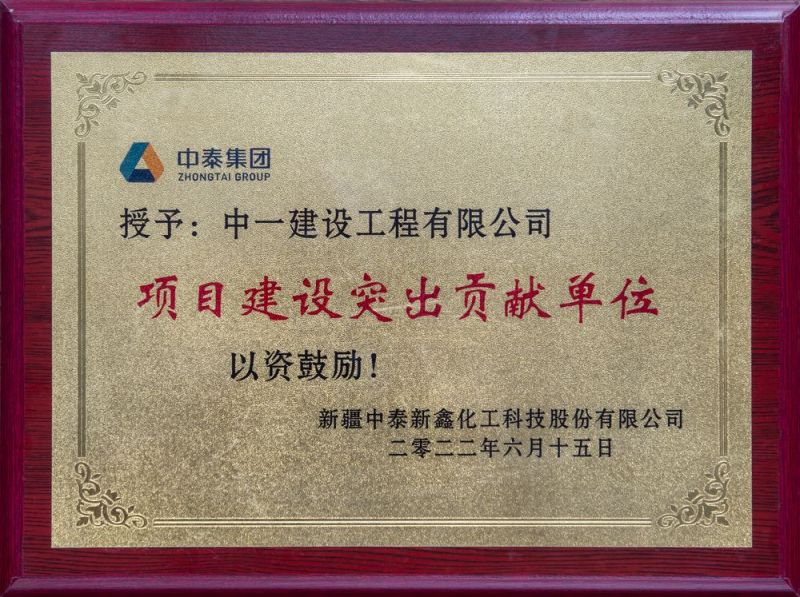 中泰集团
ZHONGTAI GROUP
授予：中一建设工程有限公司
项目建设突出贡献单位
以资鼓励！
新疆中泰新鑫化工科技股份有限公司
二零二二年六月十五日